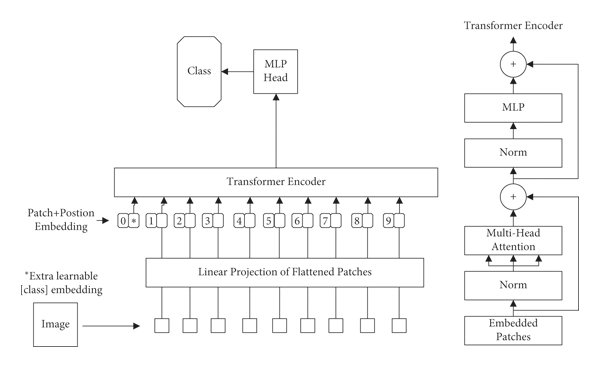 Transformer Encoder
+
MLP
Norm
+
Multi-Head
Attention
Norm
Embedded
Patches
Class
MLP
Head
Transformer Encoder
Patch+Postion
Embedding
0 * 1 2 3 4 5 6 7 8 9
Linear Projection of Flattened Patches
*Extra learnable
[class] embedding
Image